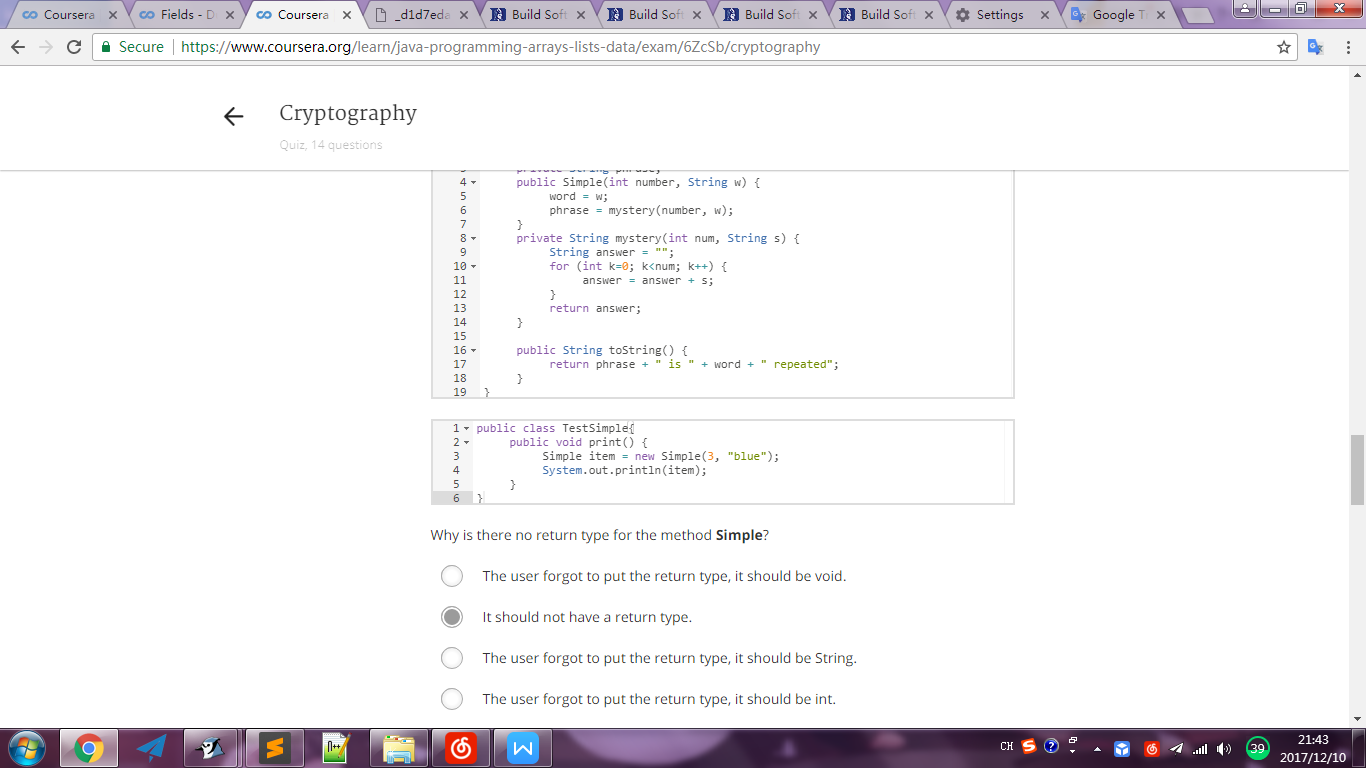 Coursera
Fields - D
Coursera
_d1d7eda
Build Soft
Build Soft
Build Soft
Build Soft
Settings
Google T
Secure
https://www.coursera.org/learn/java-programming-arrays-lists-data/exam/6ZcSb/cryptography
Cryptography
Quiz, 14 questions
4 public Simple(int number, String w) {
5 word = w;
6 phrase = mystery(number, w);
7 }
8 private String mystery(int num, String s) {
9 String answer = "";
10 for (int k=0; k<num; k++) {
11 answer = answer + s;
12 }
13 return answer;
14 }
15
16 public String toString() {
17 return phrase + " is " + word + " repeated";
18 }
19 }
1 public class TestSimple{
2 public void print() {
3 Simple item = new Simple(3, "blue");
4 System.out.println(item);
5 }
6 }
Why is there no return type for the method Simple?
The user forgot to put the return type, it should be void.
It should not have a return type.
The user forgot to put the return type, it should be String.
The user forgot to put the return type, it should be int.
CH
39
21:43
2017/12/10